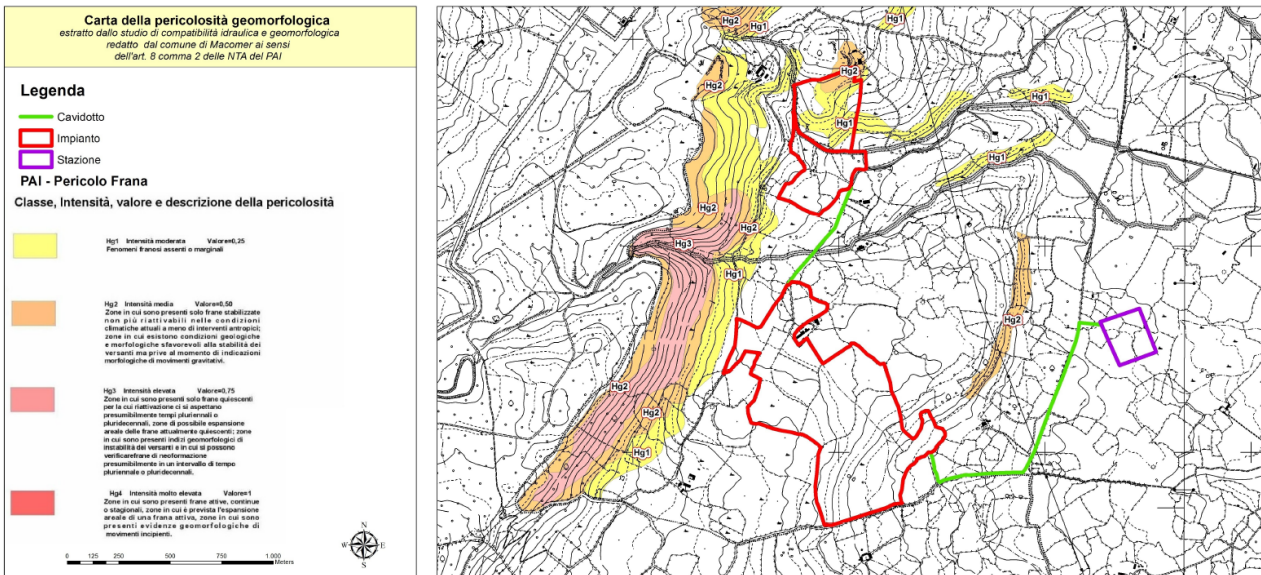 Carta della pericolosità geomorfologica
estratto dallo studio di compatibilità idraulica e geomorfologica
redatto dal comune di Macomer ai sensi
dell'art. 8 comma 2 delle NTA del PAI
Legenda
Cavidotto
Impianto
Stazione
PAI - Pericolo Frana
Classe, Intensità, valore e descrizione della pericolosità
Hg1 Intensità moderata Valore=0,25
Fenomeni franosi assenti o marginali
Hg2 Intensità media Valore=0,50
Zone in cui sono presenti solo frane stabilizzate
non più riattivabili nelle condizioni
climatiche attuali a meno di interventi antropici;
zone in cui esistono condizioni geologiche
e morfologiche sfavorevoli alla stabilità dei
versanti ma prive al momento di indicazioni
morfologiche di movimenti gravitativi.
Hg3 Intensità elevata Valore=0,75
Zone in cui sono presenti solo frane quiescenti
per la cui riattivazione ci si aspettano
presumibilmente tempi pluriennali o
pluridecennali, zone di possibile espansione
areale delle frane attualmente quiescenti; zone
in cui sono presenti indizi geomorfologici di
instabilità dei versanti e in cui si possono
verificarefrane di neoformazione
presumibilmente in un intervallo di tempo
pluriennale o pluridecennali.
Hg4 Intensità molto elevata Valore=1
Zone in cui sono presenti frane attive, continue
o stagionali, zone in cui è prevista l'espansione
areale di una frana attiva, zone in cui sono
presenti evidenze geomorfologiche di
movimenti incipienti.
0 125 250 500 750 1.000
Meters
N
W E
S
Hg2
Hg1
Hg1
Hg2
Hg2
Hg1
Hg1
Hg1
Hg2
Hg2
Hg3
Hg1
Hg2
Hg2
Hg2
Hg1